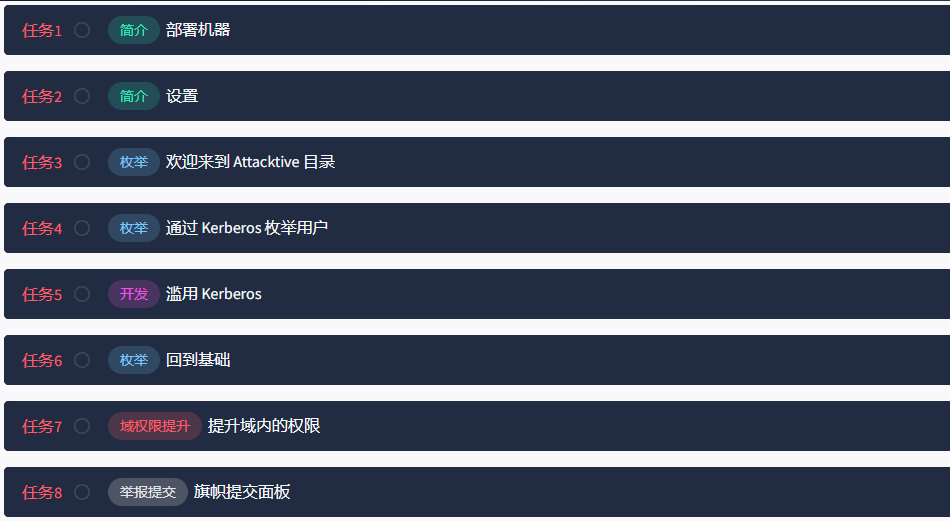 任务1 简介 部署机器
任务2 简介 设置
任务3 枚举 欢迎来到 Attacktive 目录
任务4 枚举 通过 Kerberos 枚举用户
任务5 开发 滥用 Kerberos
任务6 枚举 回到基础
任务7 域权限提升 提升域内的权限
任务8 举报提交 旗帜提交面板